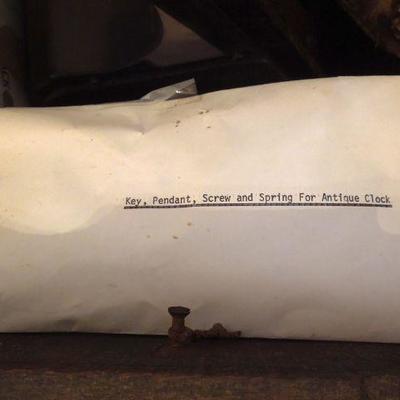 Key, Pendant, Screw and Spring For Antique Clock